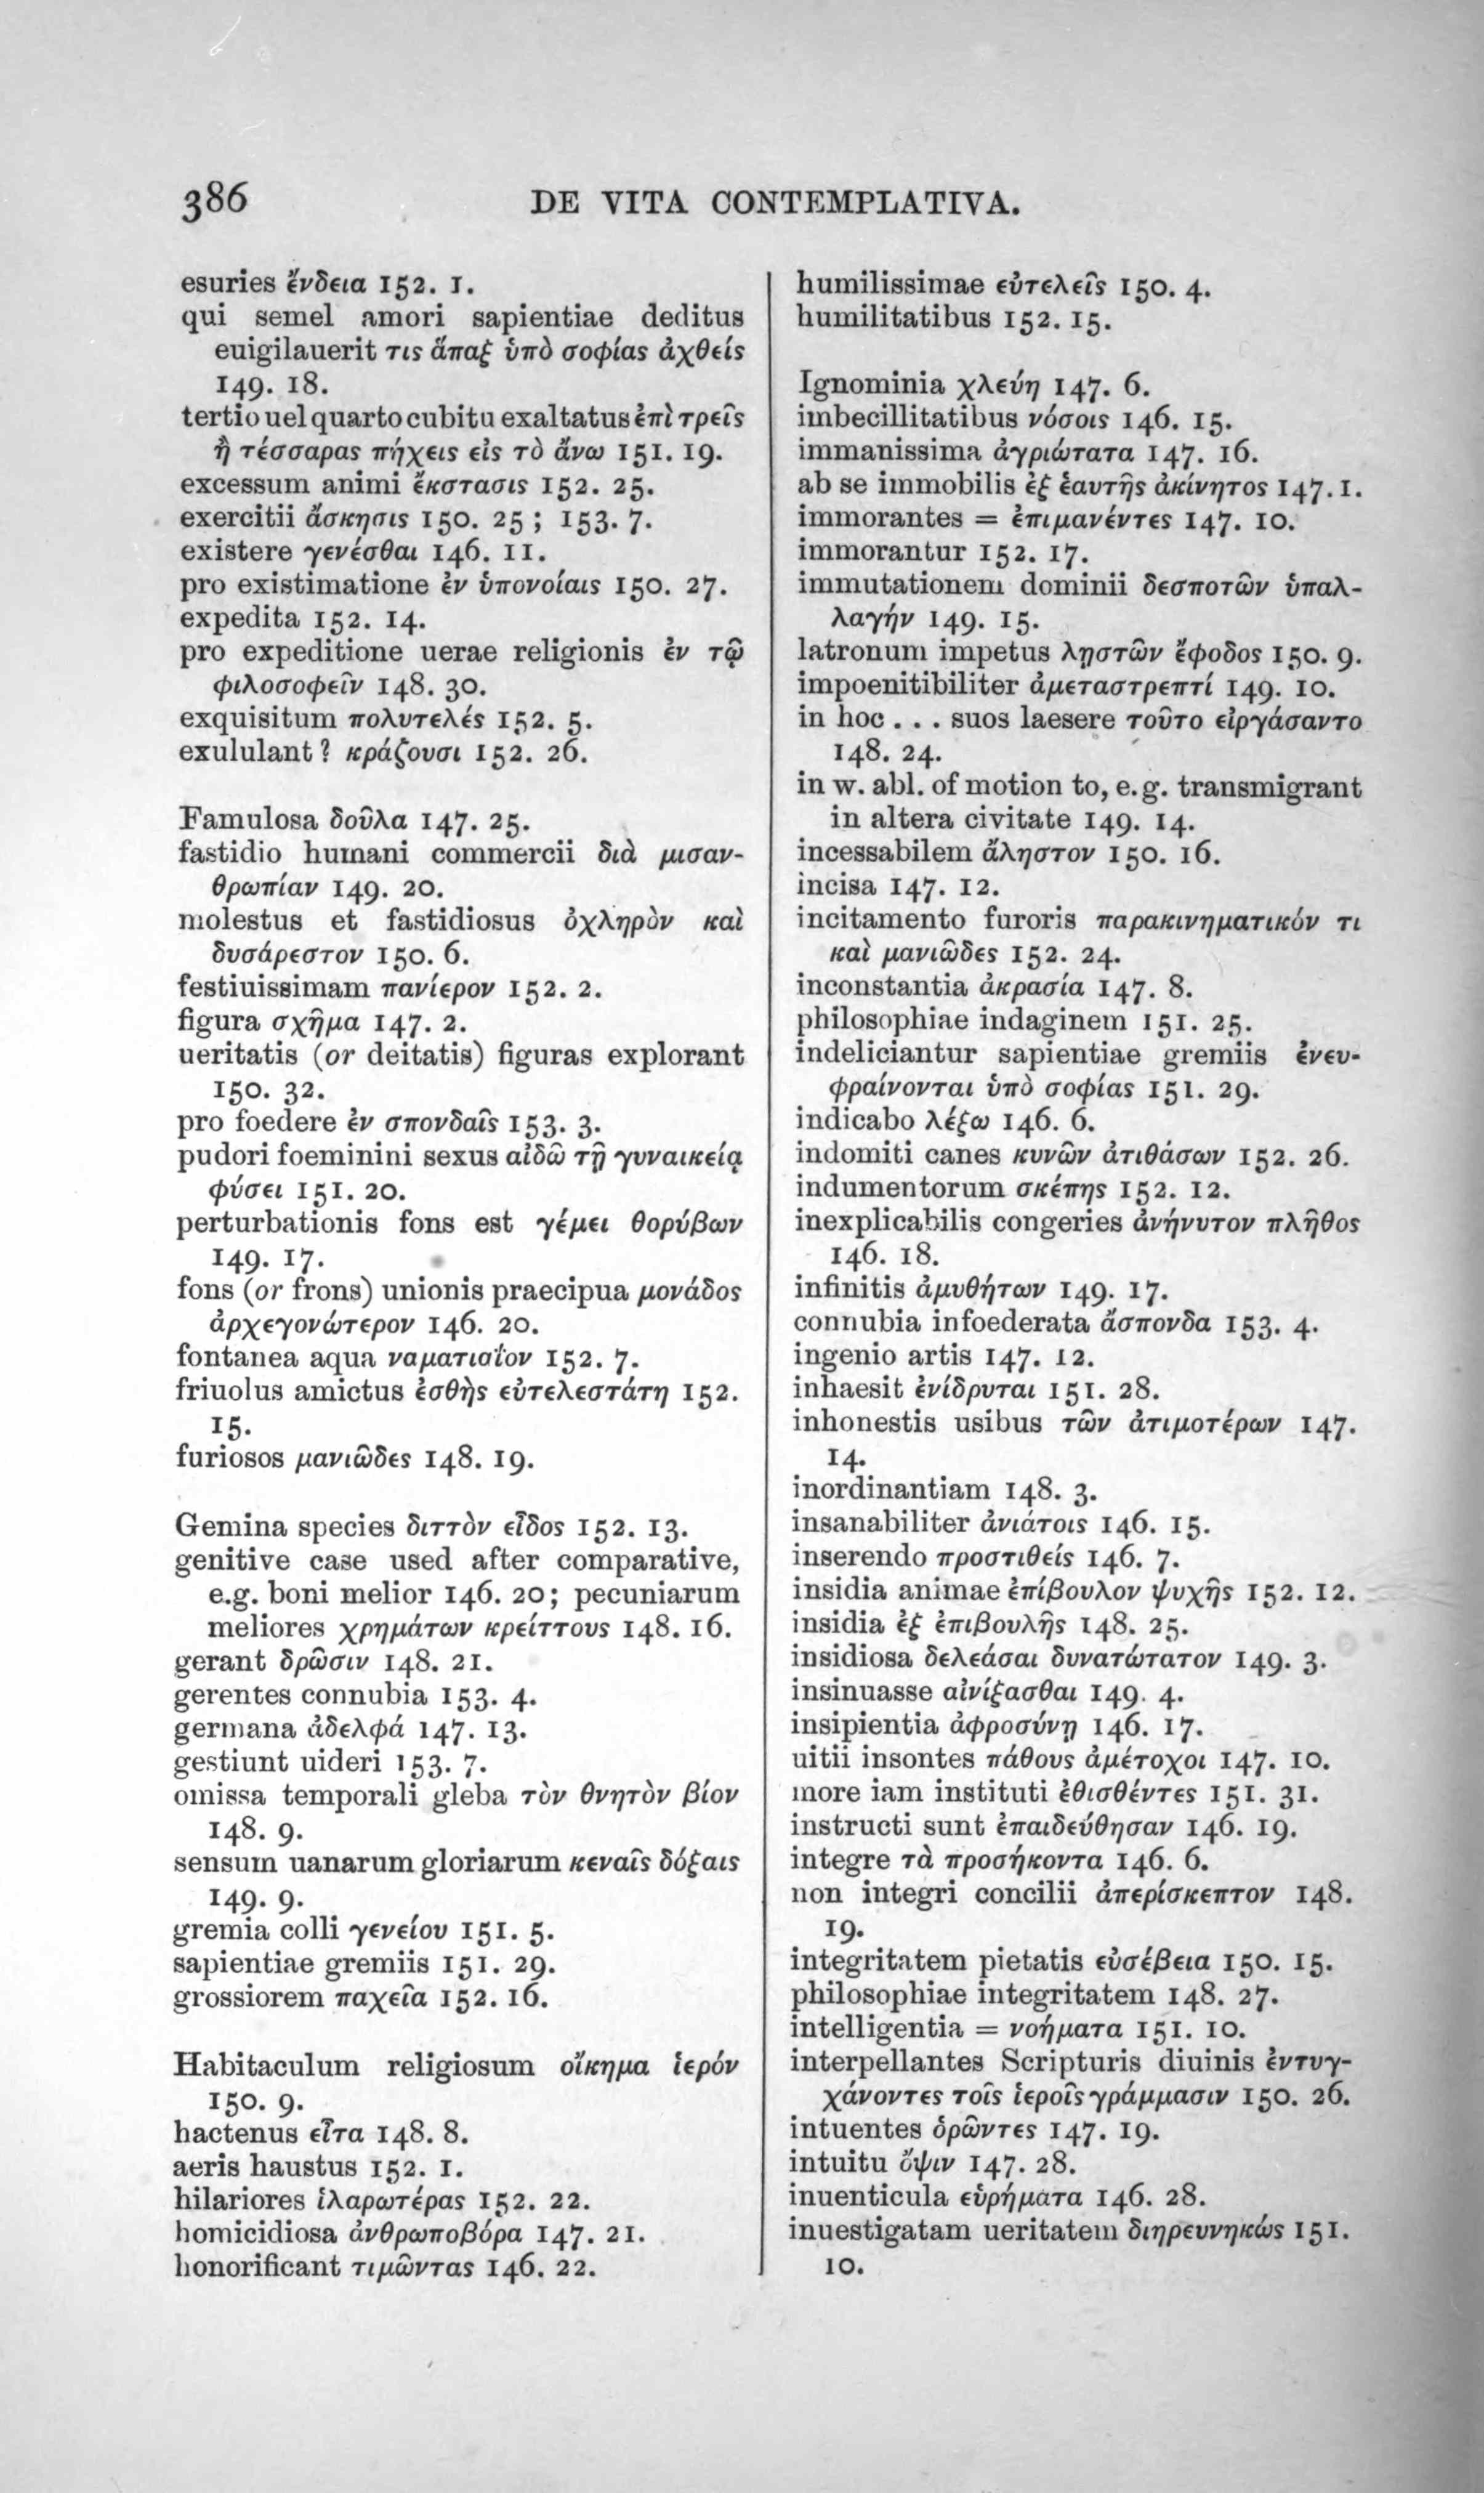 386
DE VITA CONTEMPLATIVA.
esuries ἔνδεια 152. 1.
qui semel amori sapientiae deditus
euigilauerit τις ἅπαξ ὑπὸ σοφίας ἀχθείς
149. 18.
tertio uel quarto cubitu exaltatus ἐπὶ τρεῖς
ἢ τέσσαρας πήχεις εἰς τὸ ἄνω 151. 19.
excessum animi ἔκστασις 152. 25.
exercitii ἄσκησις 150. 25; 153. 7.
existere γενέσθαι 146. 11.
pro existimatione ἐν ὑπονοίαις 150. 27.
expedita 152. 14.
pro expeditione uerae religionis ἐν τῷ
φιλοσοφεῖν 148. 30.
exquisitum πολυτελές 152. 5.
exululant? κράζουσι 152. 26.
Famulosa δοῦλα 147. 25.
fastidio humani commercii διὰ μισαν-
θρωπίαν 149. 20.
molestus et fastidiosus ὀχληρὸν καὶ
δυσάρεστον 150. 6.
festiuissimam πανίερον 152. 2.
figura σχῆμα 147. 2.
ueritatis (or deitatis) figuras explorant
150. 32.
pro foedere ἐν σπονδαῖς 153. 3.
pudori foeminini sexus αἰδῶ τῇ γυναικείᾳ
φύσει 151. 20.
perturbationis fons est γέμει θορύβων
149. 17.
fons (or frons) unionis praecipua μονάδος
ἀρχεγονώτερον 146. 20.
fontanea aqua ναματιαῖον 152. 7.
friuolus amictus ἐσθὴς εὐτελεστάτη 152.
15.
furiosos μανιῶδες 148. 19.
Gemina species διττὸν εἶδος 152. 13.
genitive case used after comparative,
e.g. boni melior 146. 20; pecuniarum
meliores χρημάτων κρείττους 148. 16.
gerant δρῶσιν 148. 21.
gerentes connubia 153. 4.
germana ἀδελφά 147. 13.
gestiunt uideri 153. 7.
omissa temporali gleba τὸν θνητὸν βίον
148. 9.
sensum uanarum gloriarum κεναῖς δόξαις
149. 9.
gremia colli γενείου 151. 5.
sapientiae gremiis 151. 29.
grossiorem παχεῖα 152. 16.
Habitaculum religiosum οἴκημα ἱερόν
150. 9.
hactenus εἶτα 148. 8.
aeris haustus 152. 1.
hilariores ἱλαρωτέρας 152. 22.
homicidiosa ἀνθρωποβόρα 147. 21.
honorificant τιμῶντας 146. 22.
humilissimae εὐτελεῖς 150. 4.
humilitatibus 152. 15.
Ignominia χλεύη 147. 6.
imbecillitatibus νόσοις 146. 15.
immanissima ἀγριώτατα 147. 16.
ab se immobilis ἐξ ἑαυτῆς ἀκίνητος 147. 1.
immorantes = ἐπιμανέντες 147. 10.
immorantur 152. 17.
immutationem dominii δεσποτῶν ὑπαλ-
λαγήν 149. 15.
latronum impetus λῃστῶν ἔφοδος 150. 9.
impoenitibiliter ἀμεταστρεπτί 149. 10.
in hoc . . . suos laesere τοῦτο εἰργάσαντο
148. 24.
in w. abl. of motion to, e.g. transmigrant
in altera civitate 149. 14.
incessabilem ἄληστον 150. 16.
incisa 147. 12.
incitamento furoris παρακινηματικόν τι
καὶ μανιῶδες 152. 24.
inconstantia ἀκρασία 147. 8.
philosophiae indaginem 151. 25.
indeliciantur sapientiae gremiis ἐνευ-
φραίνονται ὑπὸ σοφίας 151. 29.
indicabo λέξω 146. 6.
indomiti canes κυνῶν ἀτιθάσων 152. 26.
indumentorum σκέπης 152. 12.
inexplicabilis congeries ἀνήνυτον πλῆθος
146. 18.
infinitis ἀμυθήτων 149. 17.
connubia infoederata ἄσπονδα 153. 4.
ingenio artis 147. 12.
inhaesit ἐνίδρυται 151. 28.
inhonestis usibus τῶν ἀτιμοτέρων 147.
14.
inordinantiam 148. 3.
insanabiliter ἀνιάτοις 146. 15.
inserendo προστιθείς 146. 7.
insidia animae ἐπίβουλον ψυχῆς 152. 12.
insidia ἐξ ἐπιβουλῆς 148. 25.
insidiosa δελεάσαι δυνατώτατον 149. 3.
insinuasse αἰνίξασθαι 149. 4.
insipientia ἀφροσύνῃ 146. 17.
uitii insontes πάθους ἀμέτοχοι 147. 10.
more iam instituti ἐθισθέντες 151. 31.
instructi sunt ἐπαιδεύθησαν 146. 19.
integre τὰ προσήκοντα 146. 6.
non integri concilii ἀπερίσκεπτον 148.
19.
integritatem pietatis εὐσέβεια 150. 15.
philosophiae integritatem 148. 27.
intelligentia = νοήματα 151. 10.
interpellantes Scripturis diuinis ἐντυγ-
χάνοντες τοῖς ἱεροῖς γράμμασιν 150. 26.
intuentes ὁρῶντες 147. 19.
intuitu ὄψιν 147. 28.
inuenticula εὑρήματα 146. 28.
inuestigatam ueritatem διηρευνηκώς 151.
10.